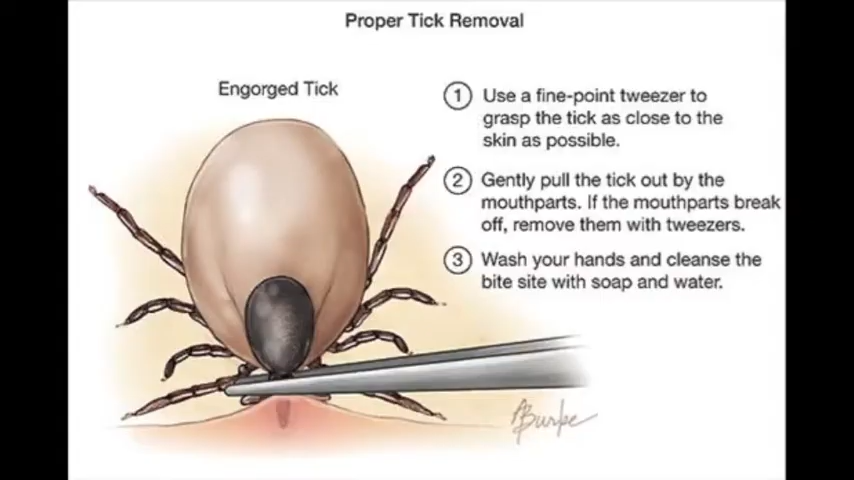 Proper Tick Removal
Engorged Tick
1 Use a fine-point tweezer to
grasp the tick as close to the
skin as possible.
2 Gently pull the tick out by the
mouthparts. If the mouthparts break
off, remove them with tweezers.
3 Wash your hands and cleanse the
bite site with soap and water.
ABurke